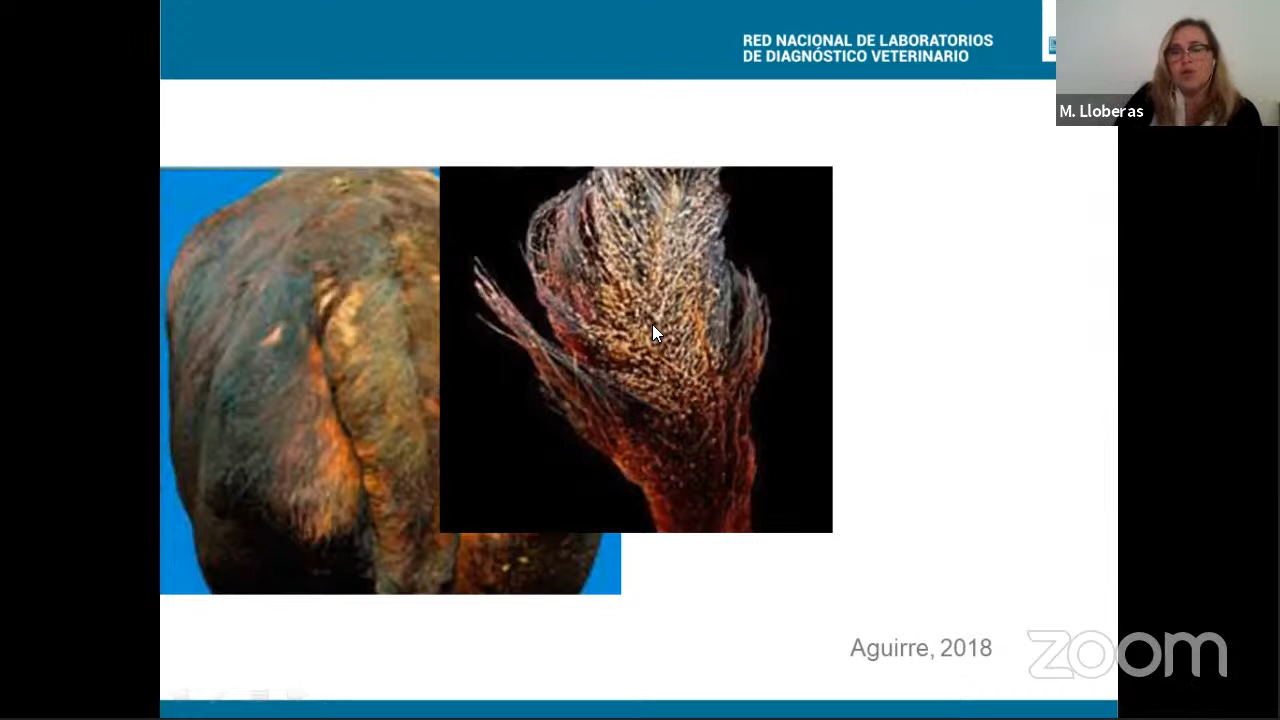 RED NACIONAL DE LABORATORIOS
DE DIAGNÓSTICO VETERINARIO
M. Lloberas
Aguirre, 2018
zoom